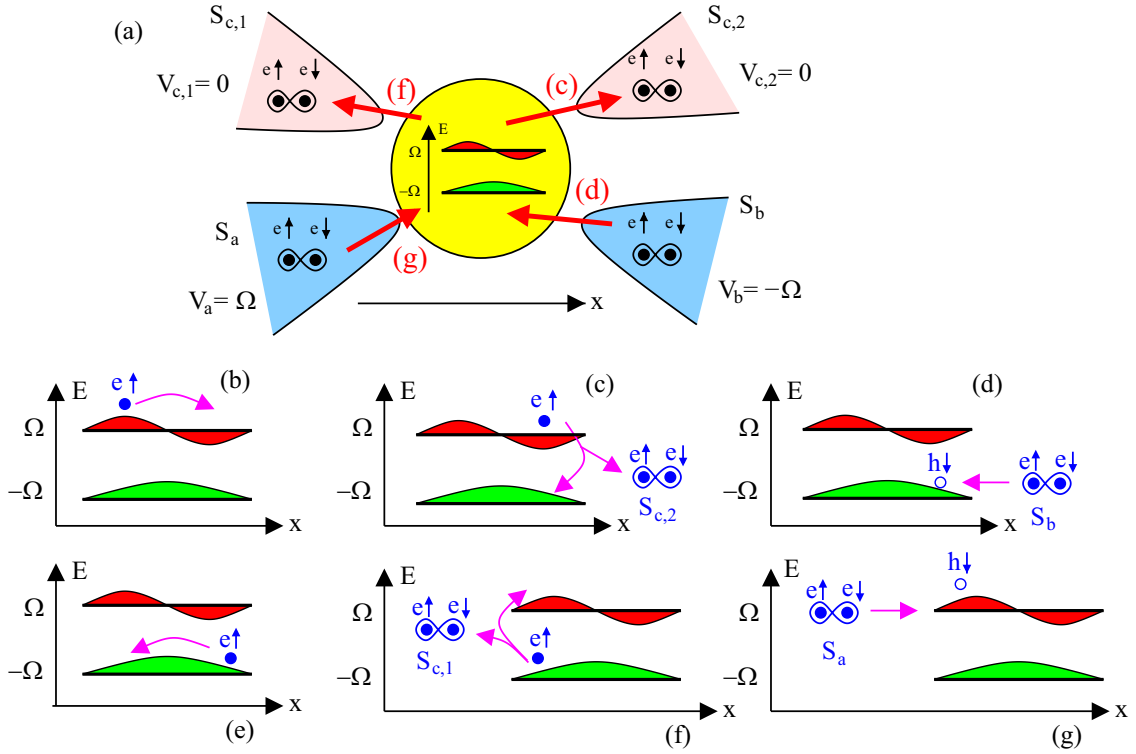 (a)
S_c,1
S_c,2
e↑ e↓
e↑ e↓
V_c,1 = 0
V_c,2 = 0
(f)
(c)
E
Ω
−Ω
(d)
S_a
S_b
e↑ e↓
e↑ e↓
(g)
V_a = Ω
x
V_b = −Ω
(b)
E
e↑
Ω
−Ω
x
(c)
E
e↑
Ω
−Ω
e↑ e↓
S_c,2
x
(d)
E
Ω
−Ω
h↓
e↑ e↓
S_b
x
E
Ω
e↑
−Ω
x
(e)
E
Ω
e↑ e↓
S_c,1
e↑
−Ω
x
(f)
E
h↓
Ω
e↑ e↓
S_a
−Ω
x
(g)